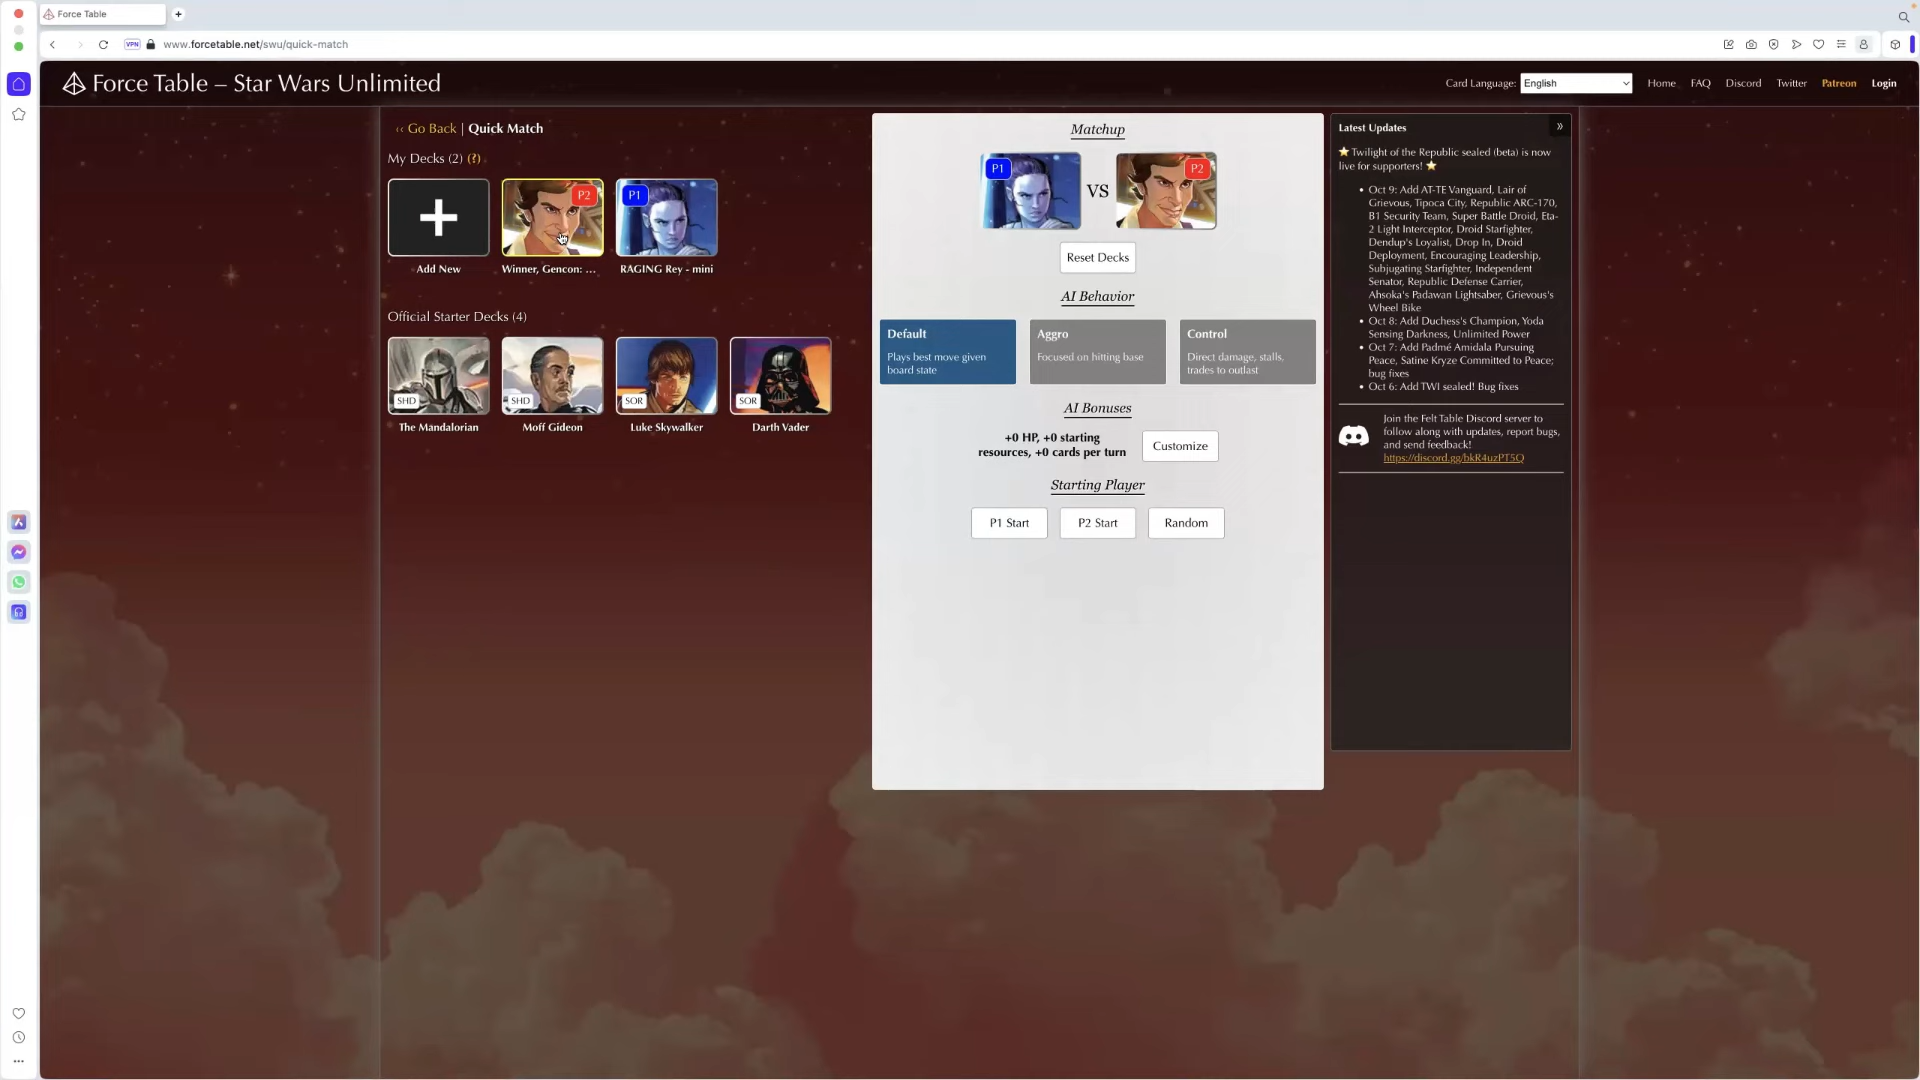 Force Table
www.forcetable.net/swu/quick-match
VPN
Force Table – Star Wars Unlimited
Card Language:
English
Home
FAQ
Discord
Twitter
Patreon
Login
‹‹ Go Back | Quick Match
My Decks (2) (?)
P2
P1
Add New
Winner, Gencon: ...
RAGING Rey - mini
Official Starter Decks (4)
SHD
SHD
SOR
SOR
The Mandalorian
Moff Gideon
Luke Skywalker
Darth Vader
Matchup
P1
VS
P2
Reset Decks
AI Behavior
Default
Plays best move given
board state
Aggro
Focused on hitting base
Control
Direct damage, stalls,
trades to outlast
AI Bonuses
+0 HP, +0 starting
resources, +0 cards per turn
Customize
Starting Player
P1 Start
P2 Start
Random
Latest Updates
»
⭐ Twilight of the Republic sealed (beta) is now
live for supporters! ⭐
• Oct 9: Add AT-TE Vanguard, Lair of
Grievous, Tipoca City, Republic ARC-170,
B1 Security Team, Super Battle Droid, Eta-
2 Light Interceptor, Droid Starfighter,
Dendup's Loyalist, Drop In, Droid
Deployment, Encouraging Leadership,
Subjugating Starfighter, Independent
Senator, Republic Defense Carrier,
Ahsoka's Padawan Lightsaber, Grievous's
Wheel Bike
• Oct 8: Add Duchess's Champion, Yoda
Sensing Darkness, Unlimited Power
• Oct 7: Add Padmé Amidala Pursuing
Peace, Satine Kryze Committed to Peace;
bug fixes
• Oct 6: Add TWI sealed! Bug fixes
Join the Felt Table Discord server to
follow along with updates, report bugs,
and send feedback!
https://discord.gg/bkR4uzPT5Q